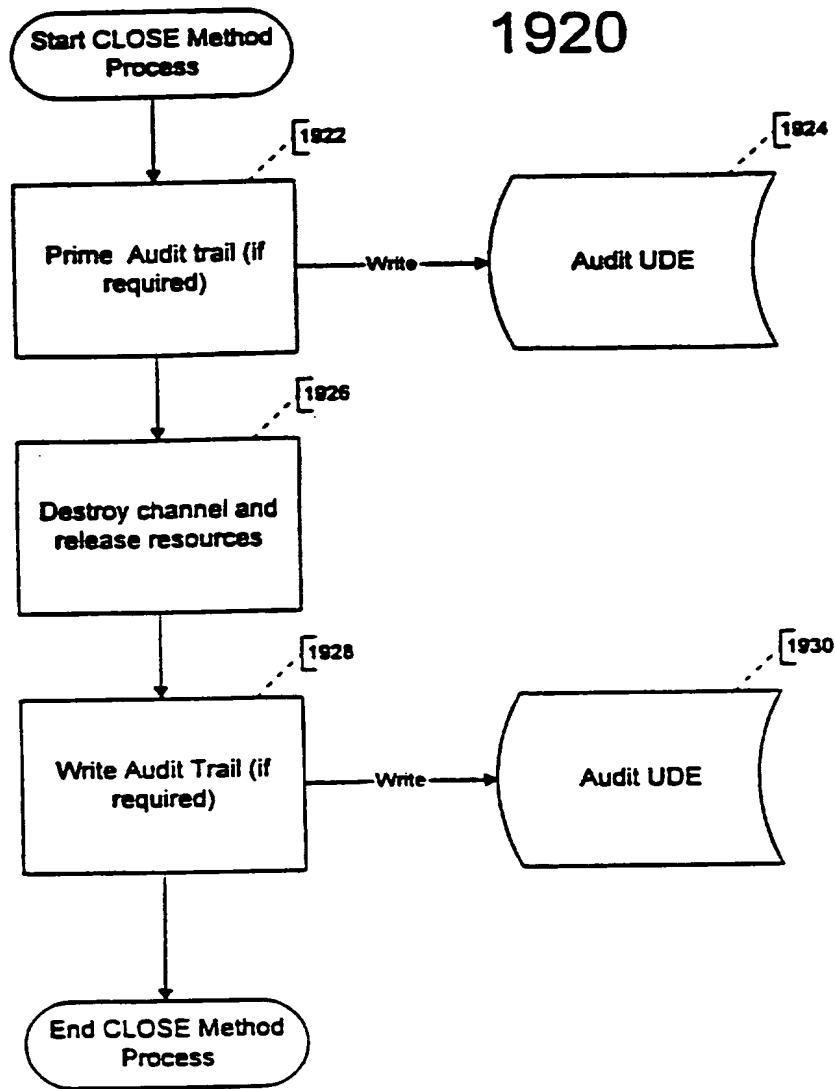 1920
Start CLOSE Method
Process
1922
1924
Prime Audit trail (if
required)
Write
Audit UDE
1926
Destroy channel and
release resources
1928
1930
Write Audit Trail (if
required)
Write
Audit UDE
End CLOSE Method
Process